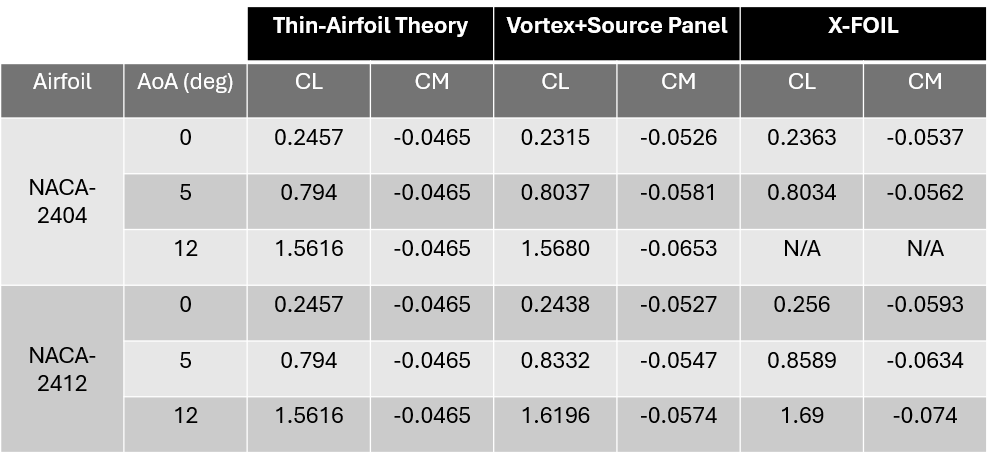 Thin-Airfoil Theory Vortex+Source Panel X-FOIL
Airfoil AoA (deg) CL CM CL CM CL CM
NACA-
2404
0 0.2457 -0.0465 0.2315 -0.0526 0.2363 -0.0537
5 0.794 -0.0465 0.8037 -0.0581 0.8034 -0.0562
12 1.5616 -0.0465 1.5680 -0.0653 N/A N/A
NACA-
2412
0 0.2457 -0.0465 0.2438 -0.0527 0.256 -0.0593
5 0.794 -0.0465 0.8332 -0.0547 0.8589 -0.0634
12 1.5616 -0.0465 1.6196 -0.0574 1.69 -0.074